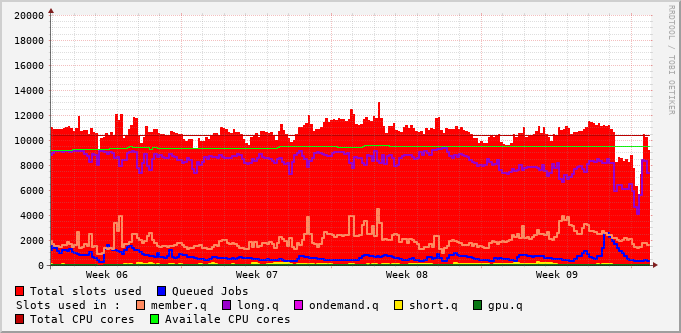 20000
18000
16000
14000
12000
10000
8000
6000
4000
2000
0
Week 06 Week 07 Week 08 Week 09
RRDTOOL / TOBI OETIKER
Total slots used Queued Jobs
Slots used in : member.q long.q ondemand.q short.q gpu.q
Total CPU cores Availale CPU cores